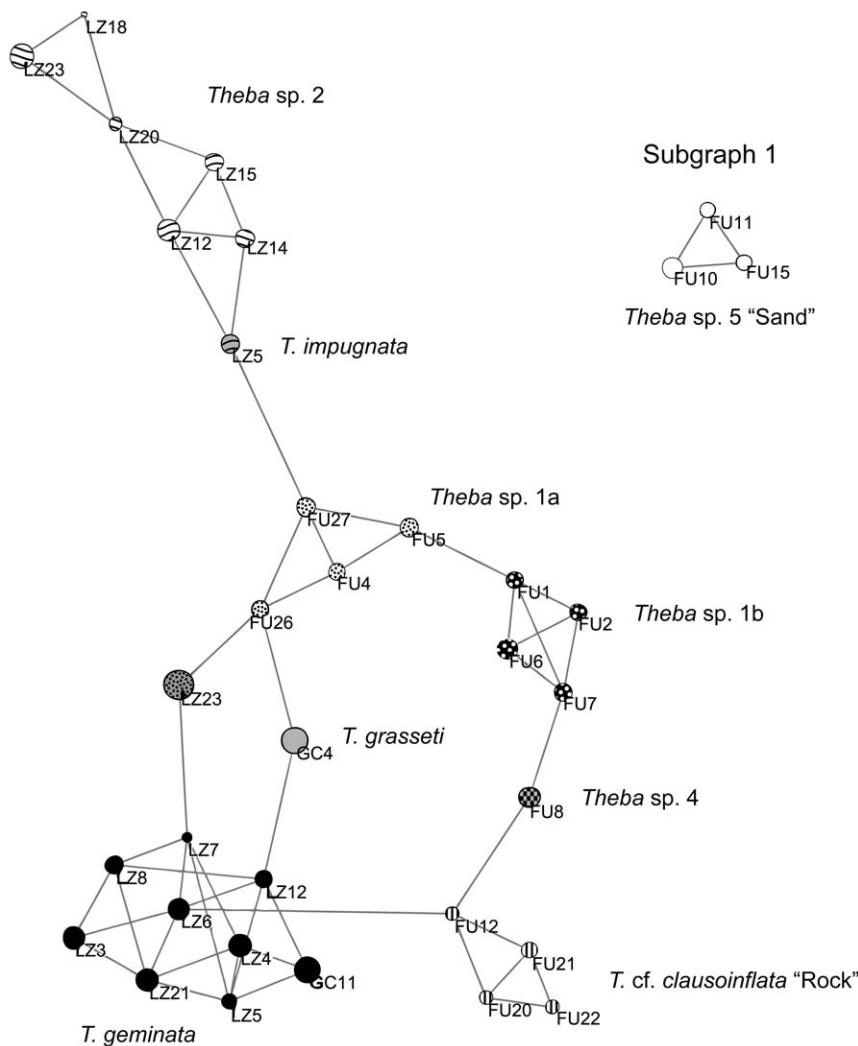 LZ18
LZ23
Theba sp. 2
LZ20
Subgraph 1
LZ15
FU11
LZ12
LZ14
FU10
FU15
Theba sp. 5 “Sand”
T. impugnata
LZ5
Theba sp. 1a
FU27
FU5
FU4
FU1
FU26
Theba sp. 1b
FU2
FU6
LZ23
FU7
T. grasseti
GC4
Theba sp. 4
FU8
LZ7
LZ8
LZ12
LZ6
FU12
LZ3
LZ4
FU21
GC11
T. cf. clausoinflata “Rock”
LZ21
FU20
LZ5
FU22
T. geminata